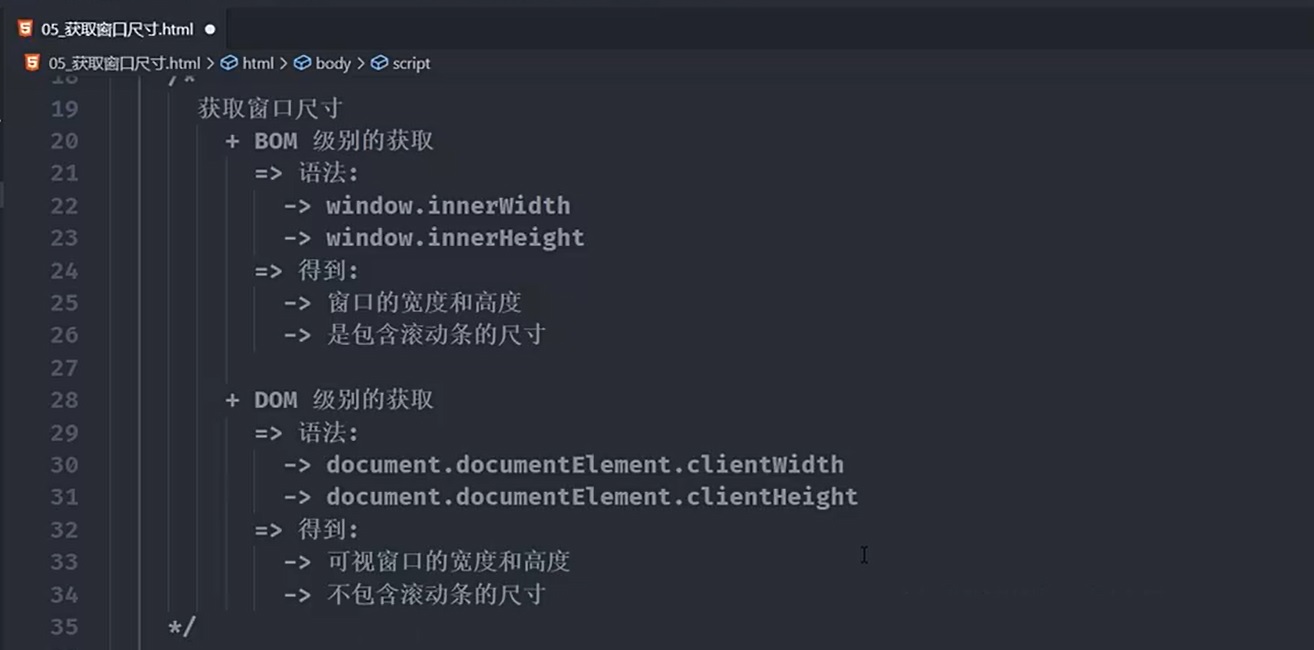 05_获取窗口尺寸.html
05_获取窗口尺寸.html > html > body > script
18 /*
19 获取窗口尺寸
20 + BOM 级别的获取
21 => 语法:
22 -> window.innerWidth
23 -> window.innerHeight
24 => 得到:
25 -> 窗口的宽度和高度
26 -> 是包含滚动条的尺寸
27
28 + DOM 级别的获取
29 => 语法:
30 -> document.documentElement.clientWidth
31 -> document.documentElement.clientHeight
32 => 得到:
33 -> 可视窗口的宽度和高度
34 -> 不包含滚动条的尺寸
35 */